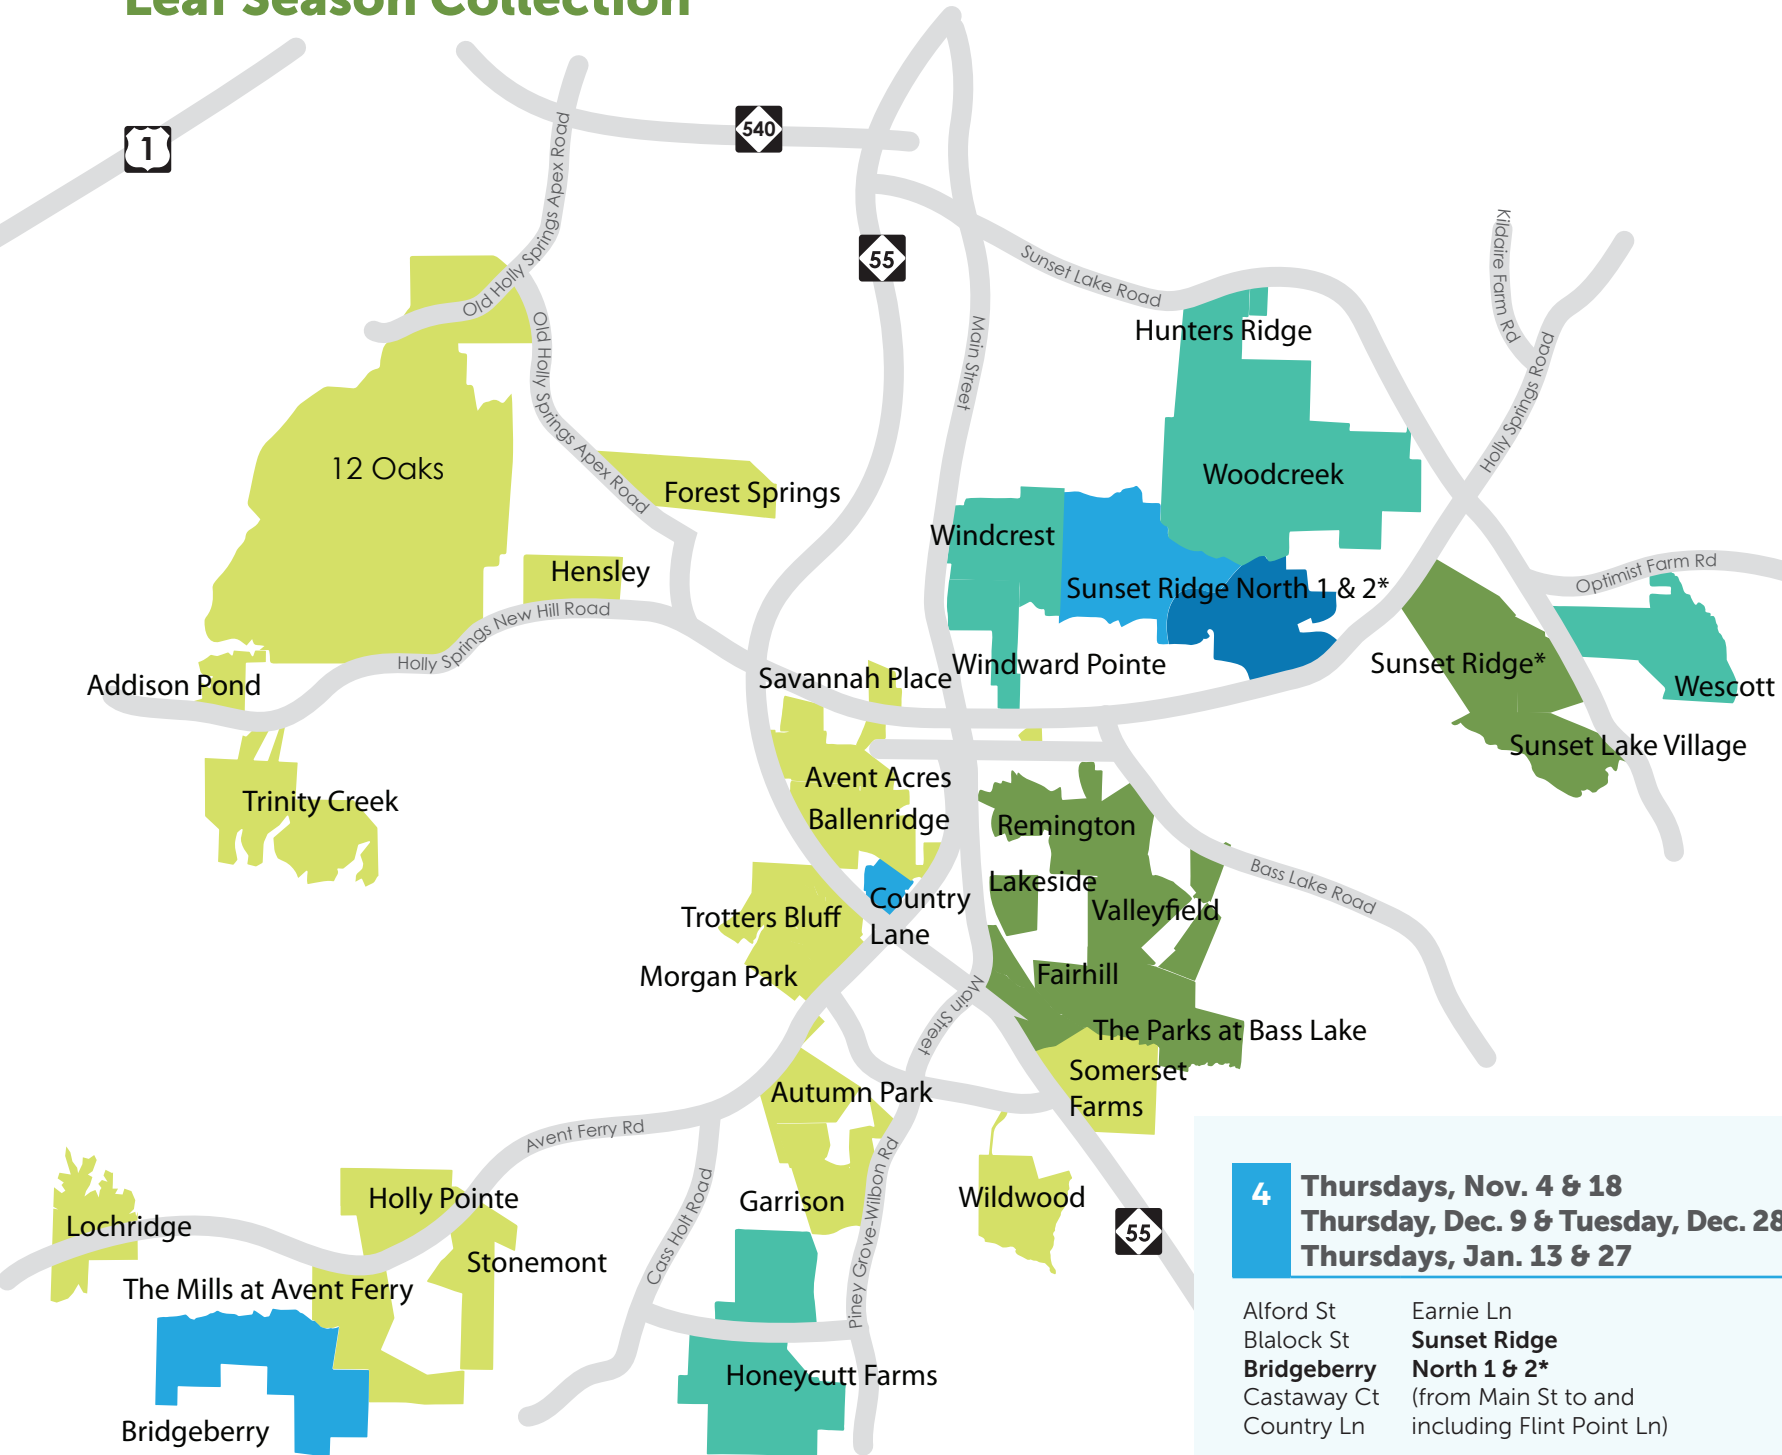 Leaf Season Collection
1
540
55
Old Holly Springs Apex Road
Old Holly Springs Apex Road
Main Street
Sunset Lake Road
Kildaire Farm Rd
Holly Springs Road
Hunters Ridge
12 Oaks
Forest Springs
Woodcreek
Windcrest
Hensley
Sunset Ridge North 1 & 2*
Optimist Farm Rd
Holly Springs New Hill Road
Addison Pond
Savannah Place
Windward Pointe
Sunset Ridge*
Wescott
Sunset Lake Village
Trinity Creek
Avent Acres
Ballenridge
Remington
Lakeside
Country
Lane
Valleyfield
Bass Lake Road
Trotters Bluff
Morgan Park
Fairhill
Main Street
The Parks at Bass Lake
Somerset
Farms
Autumn Park
Avent Ferry Rd
Cass Holt Road
Piney Grove-Wilbon Rd
Garrison
Wildwood
55
Holly Pointe
Lochridge
Stonemont
The Mills at Avent Ferry
Honeycutt Farms
Bridgeberry
4
Thursdays, Nov. 4 & 18
Thursday, Dec. 9 & Tuesday, Dec. 28
Thursdays, Jan. 13 & 27
Alford St
Blalock St
Bridgeberry
Castaway Ct
Country Ln
Earnie Ln
Sunset Ridge
North 1 & 2*
(from Main St to and
including Flint Point Ln)